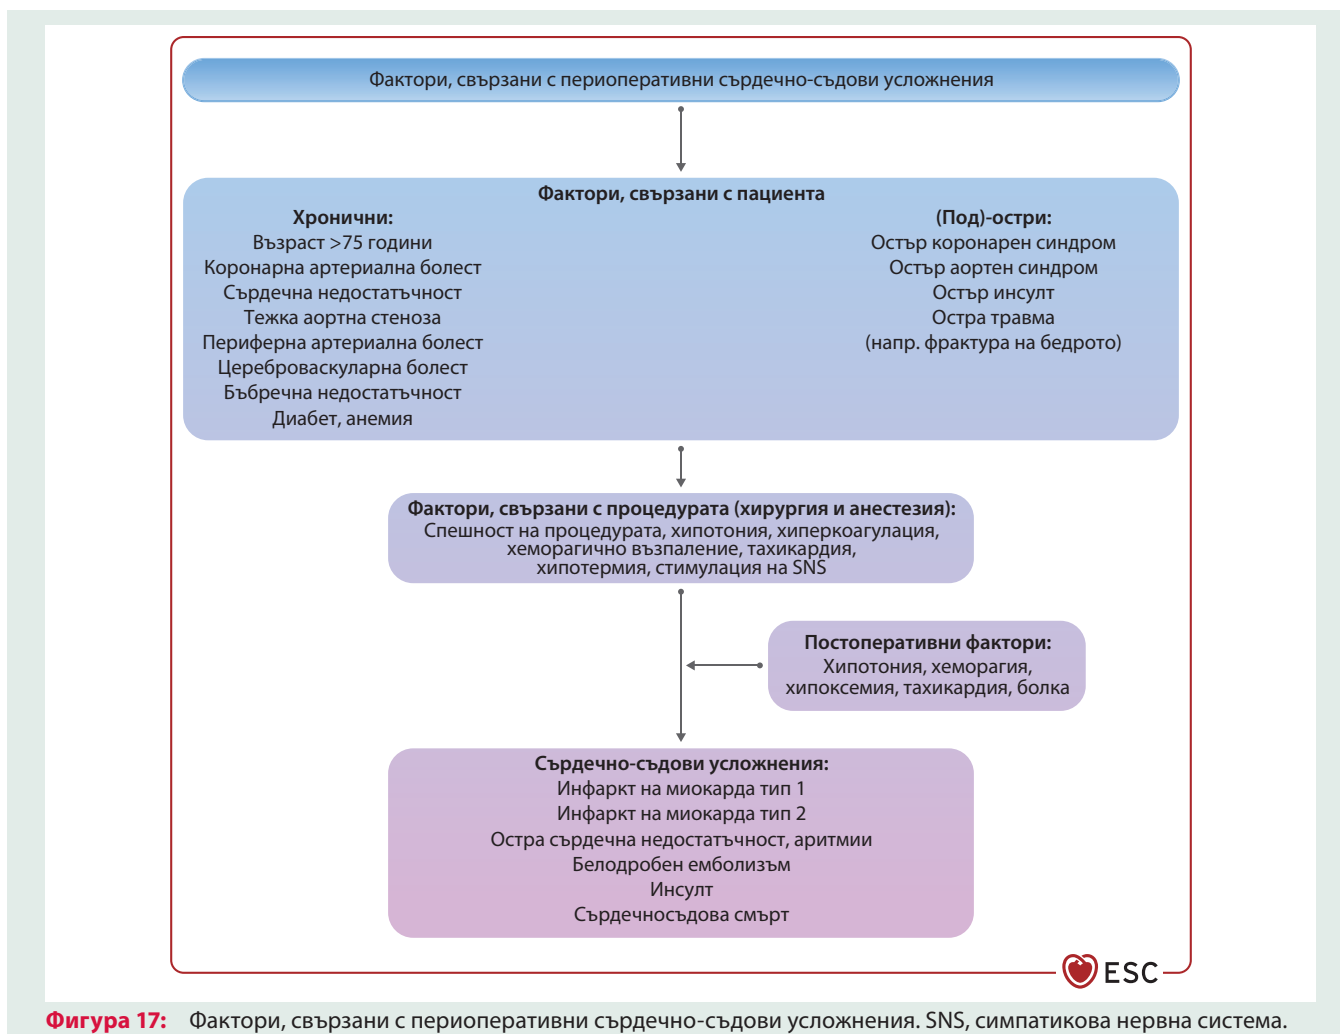 Фактори, свързани с периоперативни сърдечно-съдови усложнения
Фактори, свързани с пациента
Хронични:
Възраст >75 години
Коронарна артериална болест
Сърдечна недостатъчност
Тежка аортна стеноза
Периферна артериална болест
Цереброваскуларна болест
Бъбречна недостатъчност
Диабет, анемия
(Под)-остри:
Остър коронарен синдром
Остър аортен синдром
Остър инсулт
Остра травма
(напр. фрактура на бедрото)
Фактори, свързани с процедурата (хирургия и анестезия):
Спешност на процедурата, хипотония, хиперкоагулация,
хеморагично възпаление, тахикардия,
хипотермия, стимулация на SNS
Постоперативни фактори:
Хипотония, хеморагия,
хипоксемия, тахикардия, болка
Сърдечно-съдови усложнения:
Инфаркт на миокарда тип 1
Инфаркт на миокарда тип 2
Остра сърдечна недостатъчност, аритмии
Белодробен емболизъм
Инсулт
Сърдечносъдова смърт
ESC
Фигура 17: Фактори, свързани с периоперативни сърдечно-съдови усложнения. SNS, симпатикова нервна система.